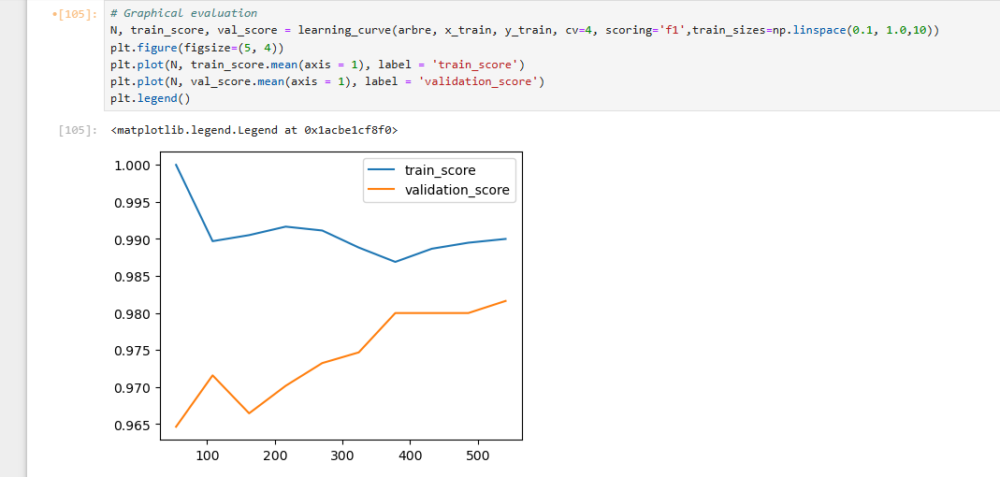 •[105]: # Graphical evaluation
N, train_score, val_score = learning_curve(arbre, x_train, y_train, cv=4, scoring='f1',train_sizes=np.linspace(0.1, 1.0,10))
plt.figure(figsize=(5, 4))
plt.plot(N, train_score.mean(axis = 1), label = 'train_score')
plt.plot(N, val_score.mean(axis = 1), label = 'validation_score')
plt.legend()
[105]: <matplotlib.legend.Legend at 0x1acbe1cf8f0>
train_score
validation_score
1.000
0.995
0.990
0.985
0.980
0.975
0.970
0.965
100 200 300 400 500